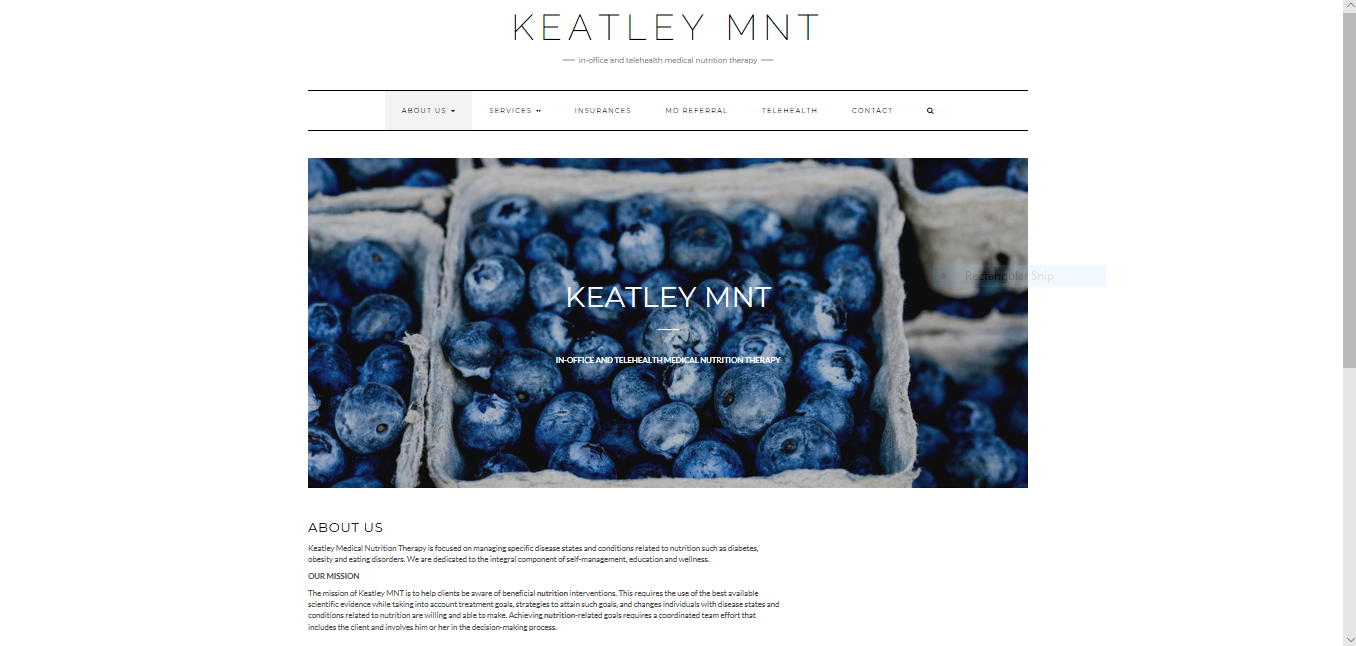 KEATLEY MNT
in-office and telehealth medical nutrition therapy
ABOUT US SERVICES INSURANCES MD REFERRAL TELEHEALTH CONTACT
Rectangular Snip
KEATLEY MNT
IN-OFFICE AND TELEHEALTH MEDICAL NUTRITION THERAPY
ABOUT US
Keatley Medical Nutrition Therapy is focused on managing specific disease states and conditions related to nutrition such as diabetes,
obesity and eating disorders. We are dedicated to the integral component of self-management, education and wellness.
OUR MISSION
The mission of Keatley MNT is to help clients be aware of beneficial nutrition interventions. This requires the use of the best available
scientific evidence while taking into account treatment goals, strategies to attain such goals, and changes individuals with disease states and
conditions related to nutrition are willing and able to make. Achieving nutrition-related goals requires a coordinated team effort that
includes the client and involves him or her in the decision-making process.